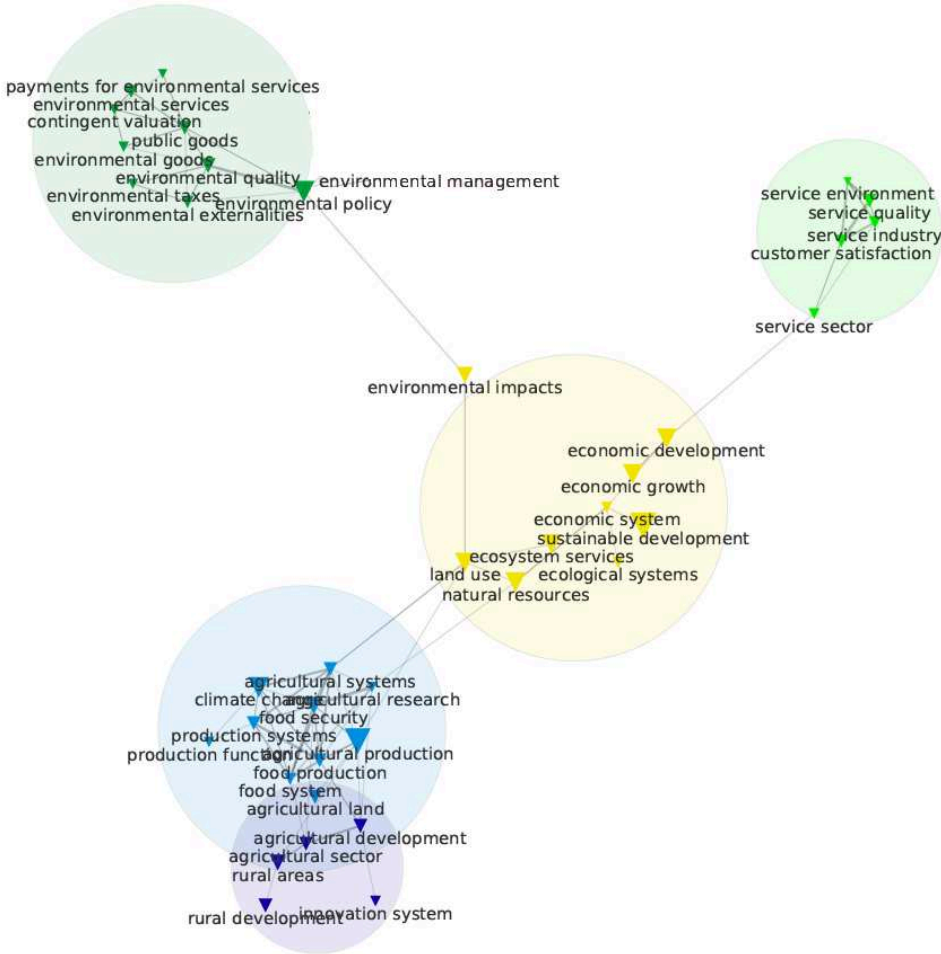 payments for environmental services
environmental services
contingent valuation
public goods
environmental goods
environmental quality
environmental management
environmental taxes
environmental policy
environmental externalities
service environment
service quality
service industry
customer satisfaction
service sector
environmental impacts
economic development
economic growth
economic system
sustainable development
ecosystem services
land use
ecological systems
natural resources
agricultural systems
climate change
agricultural research
food security
production systems
production function
agricultural production
food production
food system
agricultural land
agricultural development
agricultural sector
rural areas
rural development
innovation system